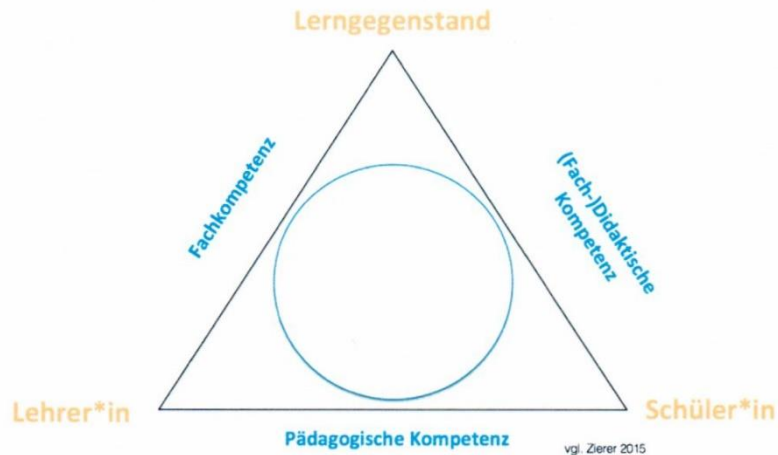 Lerngegenstand
Fachkompetenz
(Fach-)Didaktische
Kompetenz
Lehrer*in
Schüler*in
Pädagogische Kompetenz
vgl. Zierer 2015